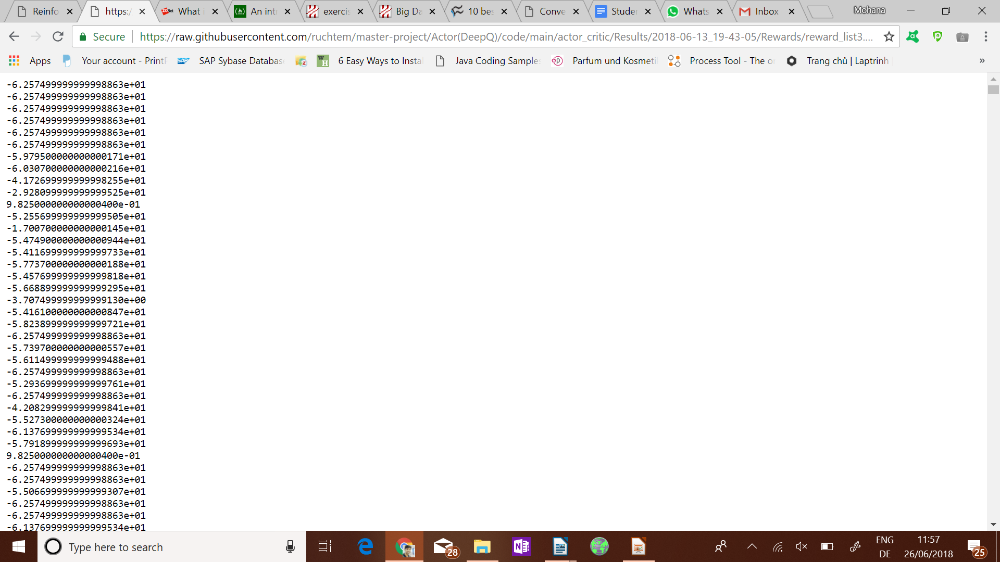 Reinfo
https:/
What i
An intr
exercis
Big Da
10 bes
Conve
Studer
Whats
Inbox
Mohana
Secure
https://raw.githubusercontent.com/ruchtem/master-project/Actor(DeepQ)/code/main/actor_critic/Results/2018-06-13_19-43-05/Rewards/reward_list3....
Apps
Your account - PrintF
SAP Sybase Database
6 Easy Ways to Instal
Java Coding Samples
Parfum und Kosmetik
Process Tool - The o
Trang chủ | Laptrinh
»
-6.257499999999998863e+01
-6.257499999999998863e+01
-6.257499999999998863e+01
-6.257499999999998863e+01
-6.257499999999998863e+01
-6.257499999999998863e+01
-5.979500000000000171e+01
-6.030700000000000216e+01
-4.172699999999998255e+01
-2.928099999999999525e+01
9.825000000000000400e-01
-5.255699999999999505e+01
-1.700700000000000145e+01
-5.474900000000000944e+01
-5.411699999999999733e+01
-5.773700000000000188e+01
-5.457699999999999818e+01
-5.668899999999999295e+01
-3.707499999999999130e+00
-5.416100000000000847e+01
-5.823899999999999721e+01
-6.257499999999998863e+01
-5.739700000000000557e+01
-5.611499999999999488e+01
-6.257499999999998863e+01
-5.293699999999999761e+01
-6.257499999999998863e+01
-4.208299999999999841e+01
-5.527300000000000324e+01
-6.137699999999999534e+01
-5.791899999999999693e+01
9.825000000000000400e-01
-6.257499999999998863e+01
-6.257499999999998863e+01
-5.506699999999999307e+01
-6.257499999999998863e+01
-6.257499999999998863e+01
-6.137699999999999534e+01
Type here to search
28
ENG
DE
11:57
26/06/2018
25